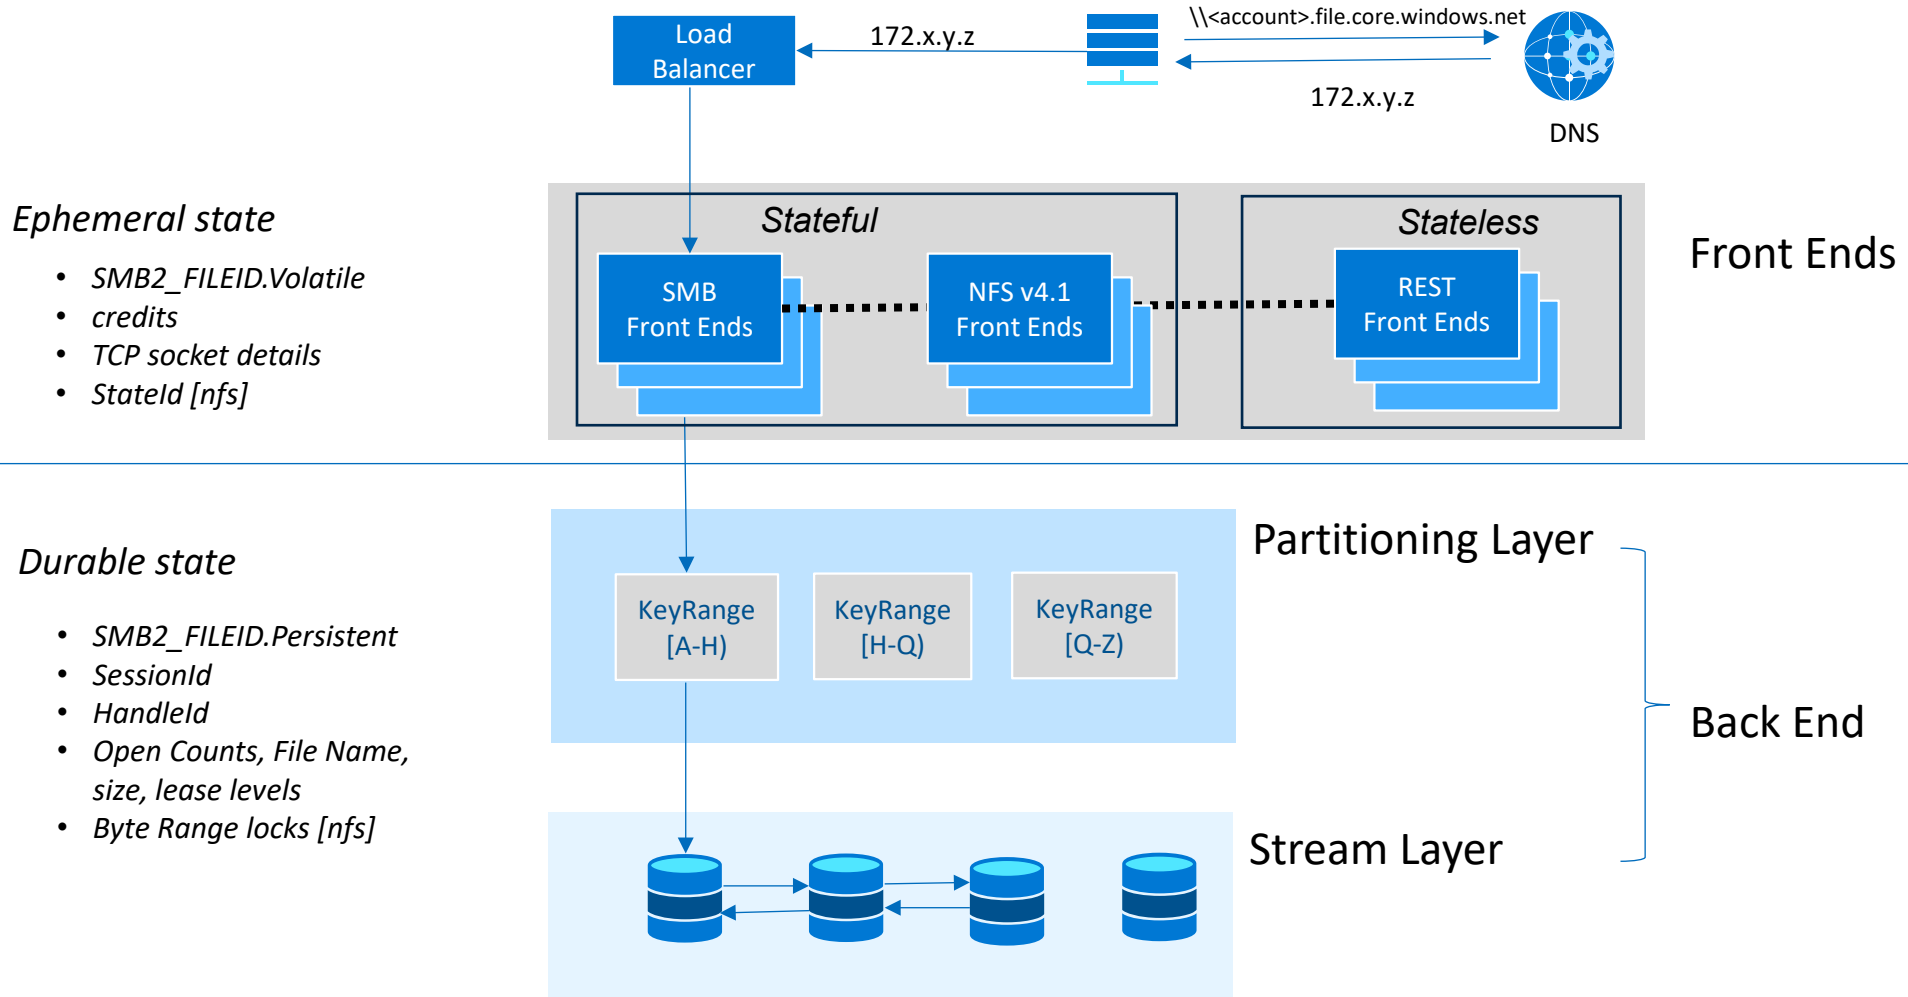 Load
Balancer
172.x.y.z
\\<account>.file.core.windows.net
172.x.y.z
DNS
Ephemeral state
• SMB2_FILEID.Volatile
• credits
• TCP socket details
• StateId [nfs]
Stateful
Stateless
SMB
Front Ends
NFS v4.1
Front Ends
REST
Front Ends
Front Ends
Durable state
• SMB2_FILEID.Persistent
• SessionId
• HandleId
• Open Counts, File Name,
size, lease levels
• Byte Range locks [nfs]
Partitioning Layer
KeyRange
[A-H)
KeyRange
[H-Q)
KeyRange
[Q-Z)
Back End
Stream Layer